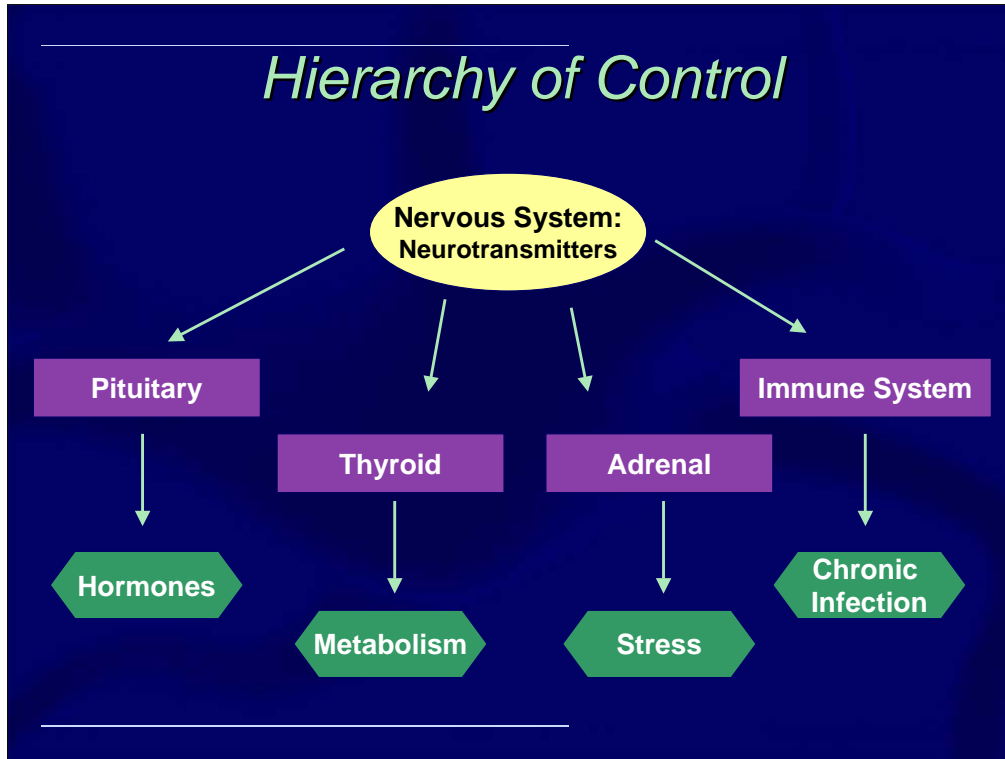 Hierarchy of Control
Nervous System:
Neurotransmitters
Pituitary
Immune System
Thyroid
Adrenal
Hormones
Chronic
Infection
Metabolism
Stress